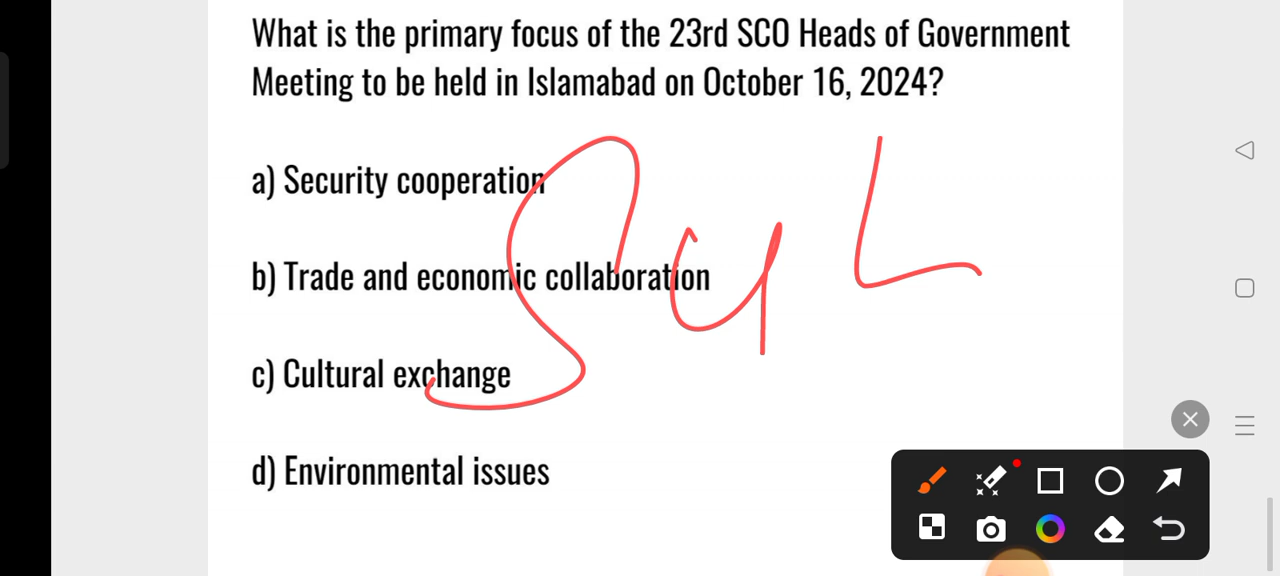 What is the primary focus of the 23rd SCO Heads of Government
Meeting to be held in Islamabad on October 16, 2024?
a) Security cooperation
b) Trade and economic collaboration
c) Cultural exchange
d) Environmental issues